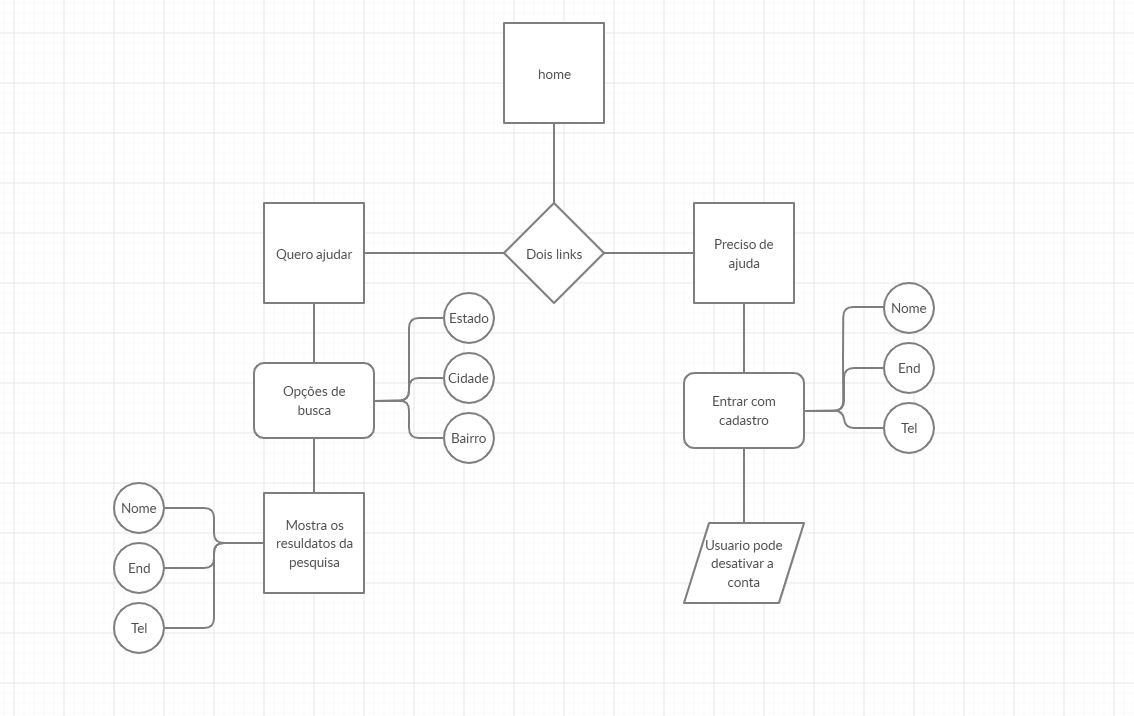 home
Quero ajudar
Dois links
Preciso de
ajuda
Estado
Cidade
Bairro
Opções de
busca
Nome
End
Tel
Entrar com
cadastro
Nome
End
Tel
Mostra os
resuldatos da
pesquisa
Usuario pode
desativar a
conta